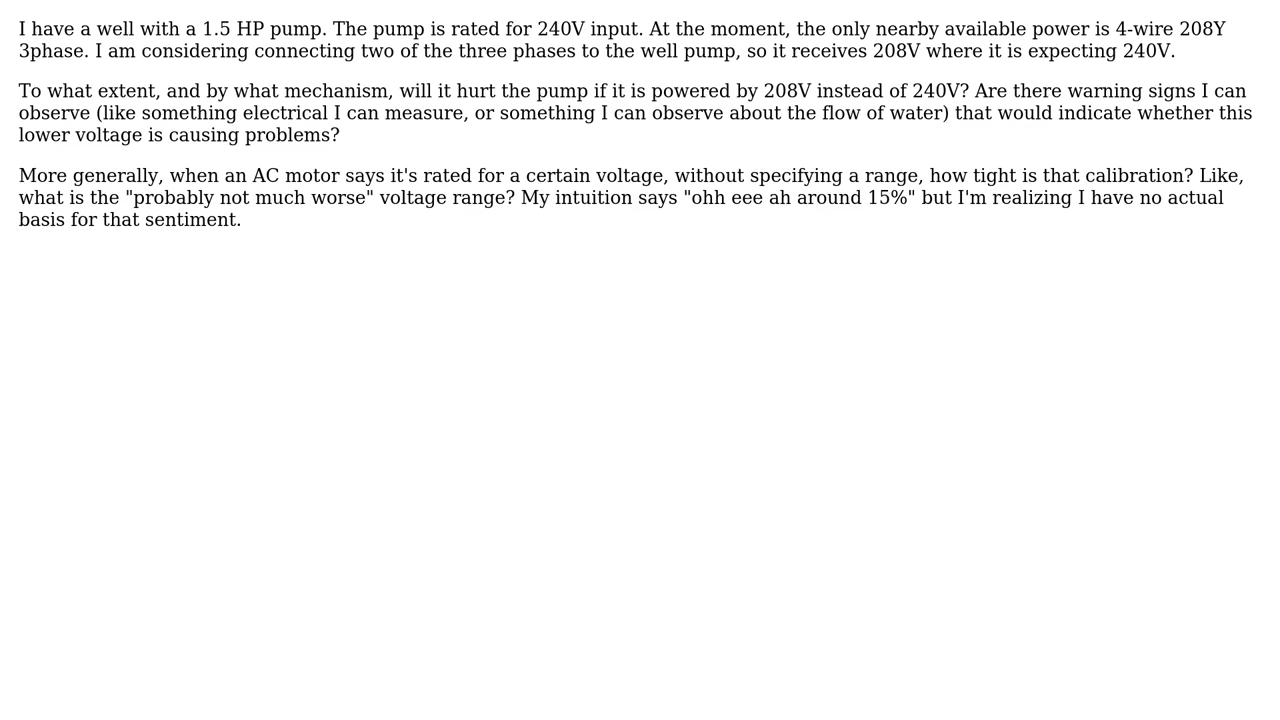 I have a well with a 1.5 HP pump. The pump is rated for 240V input. At the moment, the only nearby available power is 4-wire 208Y
3phase. I am considering connecting two of the three phases to the well pump, so it receives 208V where it is expecting 240V.
To what extent, and by what mechanism, will it hurt the pump if it is powered by 208V instead of 240V? Are there warning signs I can
observe (like something electrical I can measure, or something I can observe about the flow of water) that would indicate whether this
lower voltage is causing problems?
More generally, when an AC motor says it's rated for a certain voltage, without specifying a range, how tight is that calibration? Like,
what is the "probably not much worse" voltage range? My intuition says "ohh eee ah around 15%" but I'm realizing I have no actual
basis for that sentiment.